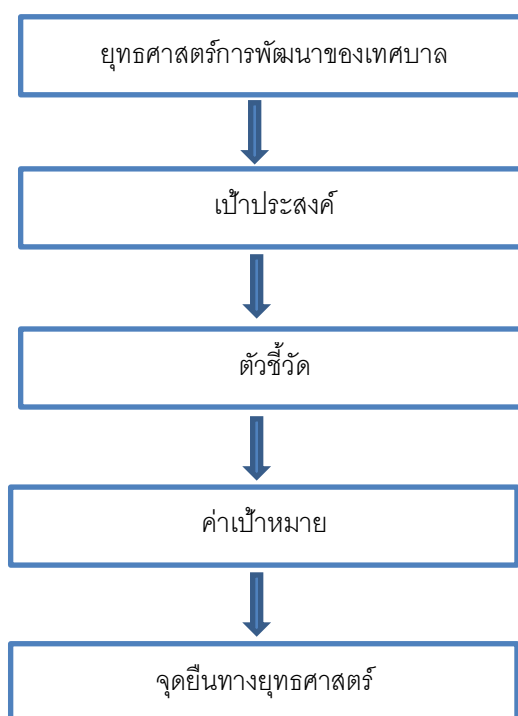 ยุทธศาสตร์การพัฒนาของเทศบาล
เป้าประสงค์
ตัวชี้วัด
ค่าเป้าหมาย
จุดยืนทางยุทธศาสตร์